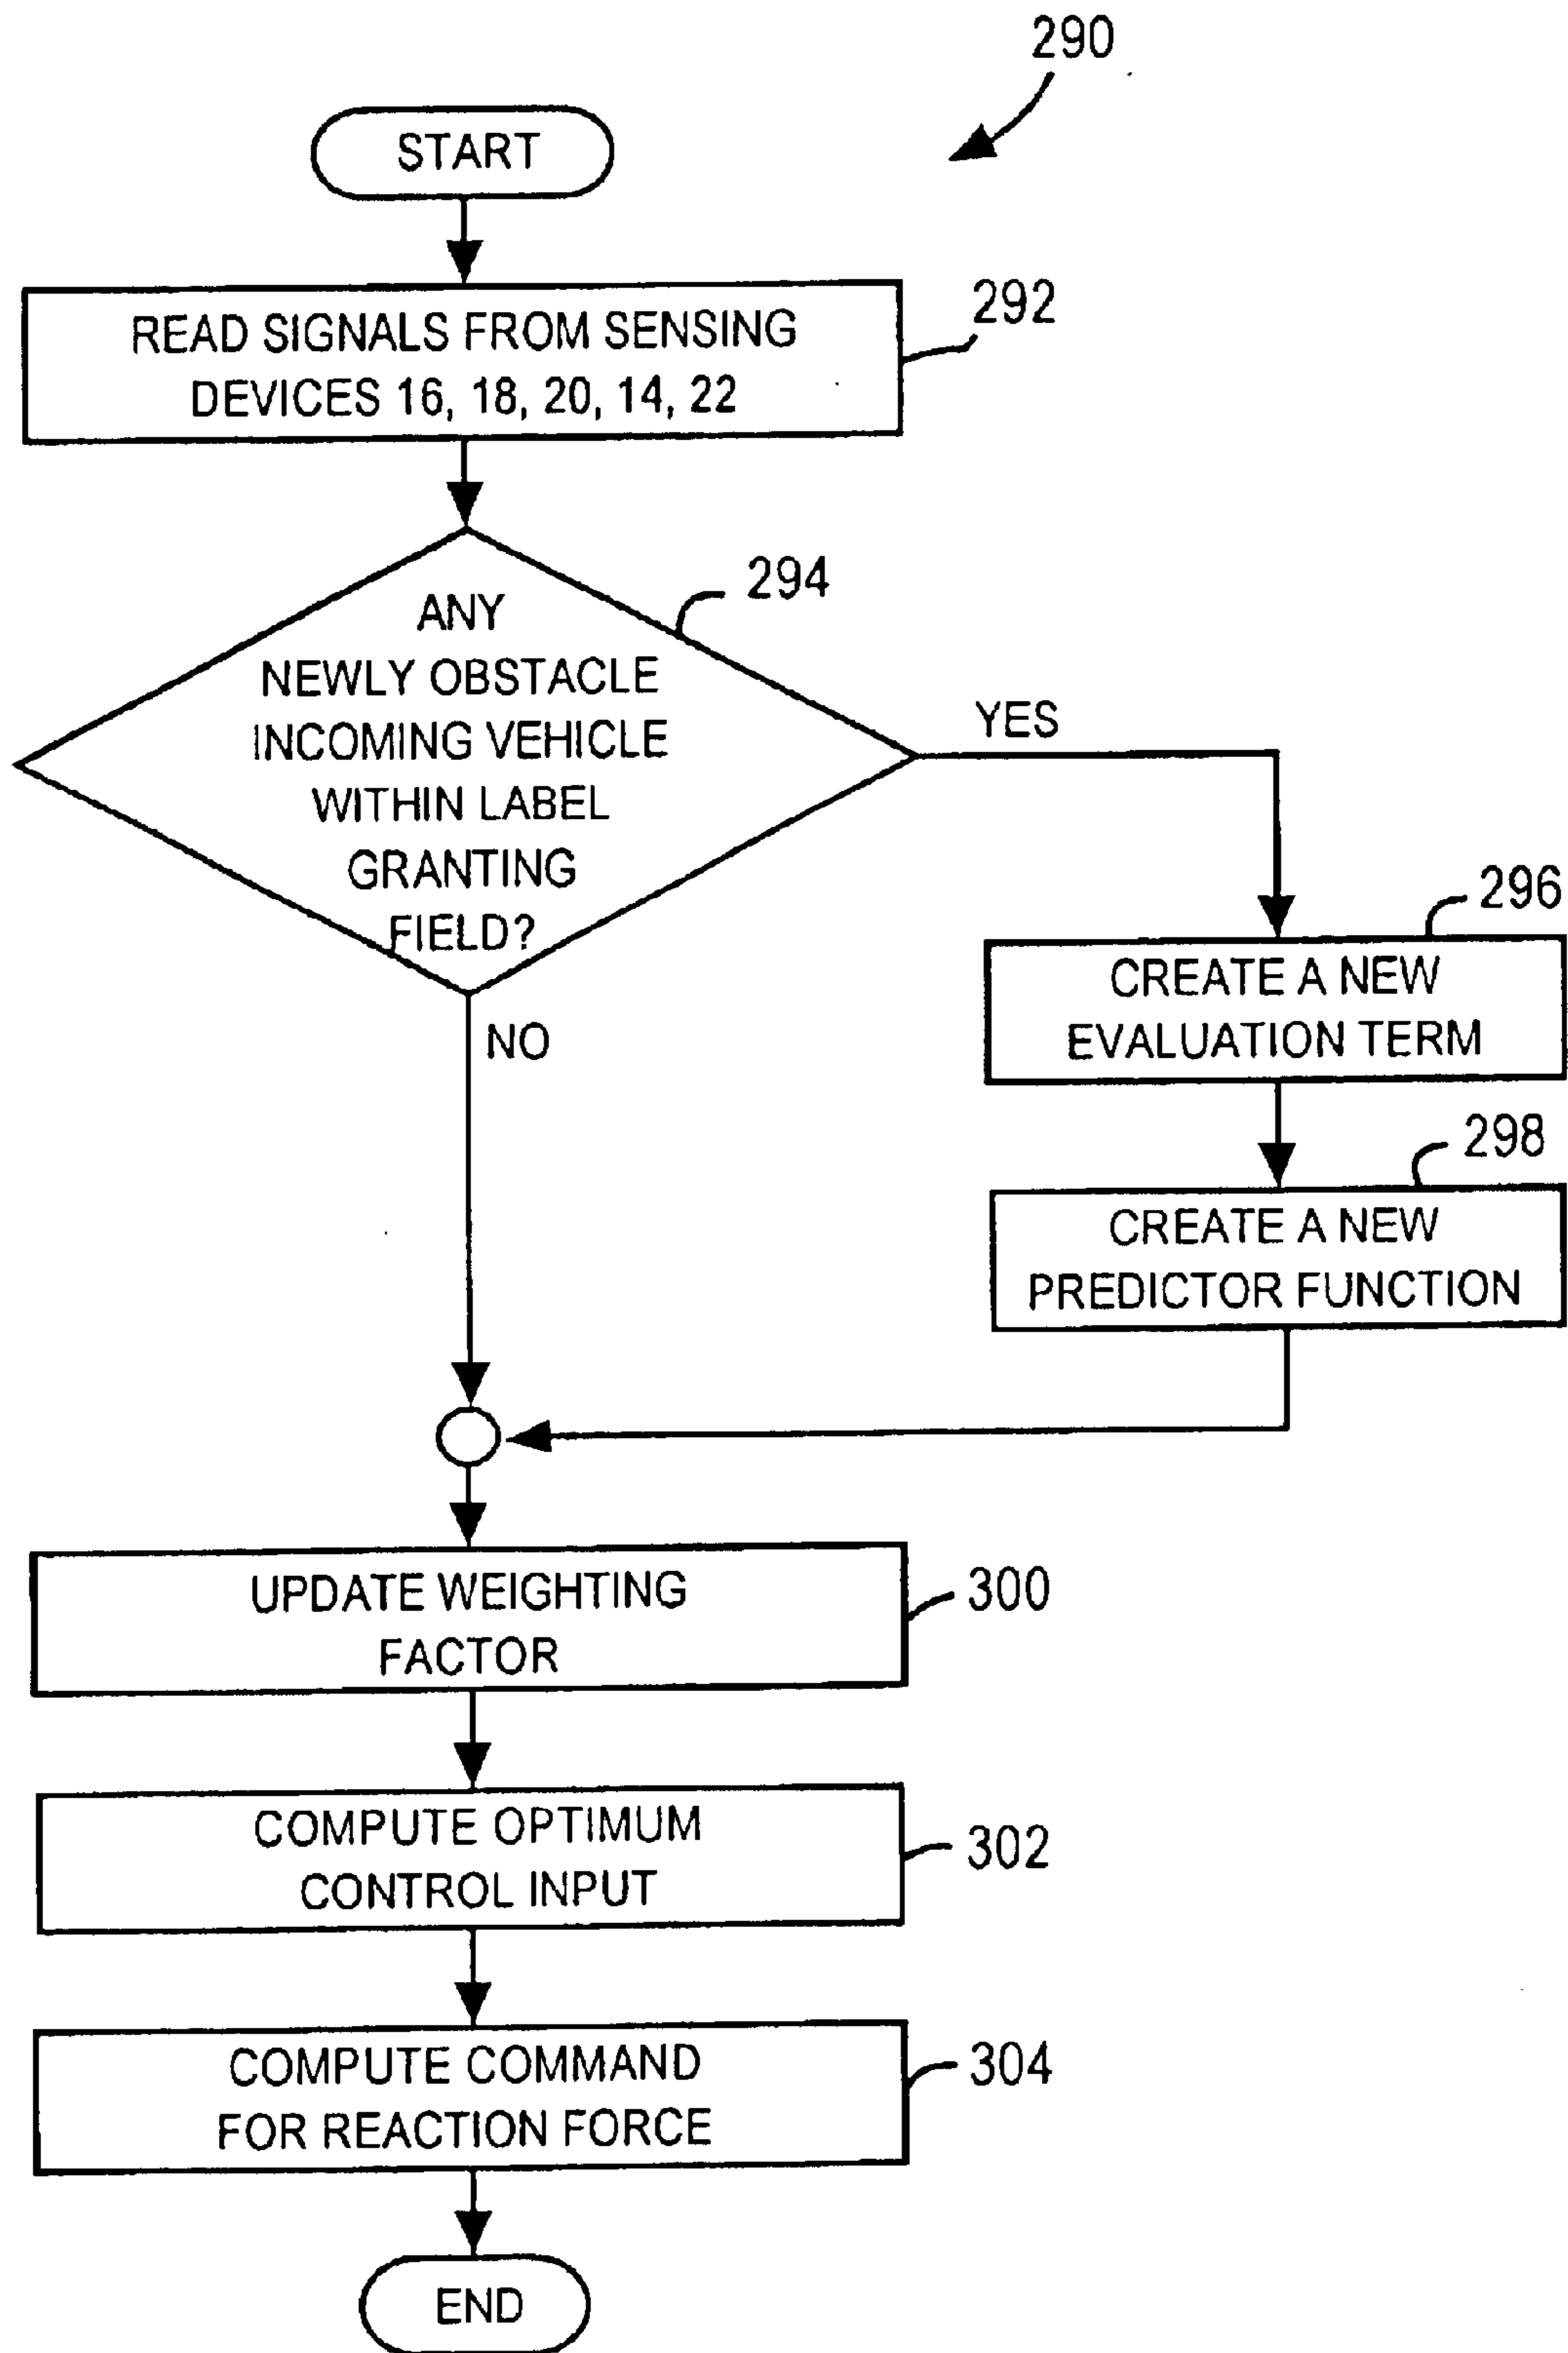 290
START
292
READ SIGNALS FROM SENSING
DEVICES 16, 18, 20, 14, 22
294
ANY
NEWLY OBSTACLE
INCOMING VEHICLE
WITHIN LABEL
GRANTING
FIELD?
YES
296
CREATE A NEW
EVALUATION TERM
NO
298
CREATE A NEW
PREDICTOR FUNCTION
UPDATE WEIGHTING
FACTOR
300
COMPUTE OPTIMUM
CONTROL INPUT
302
COMPUTE COMMAND
FOR REACTION FORCE
304
END